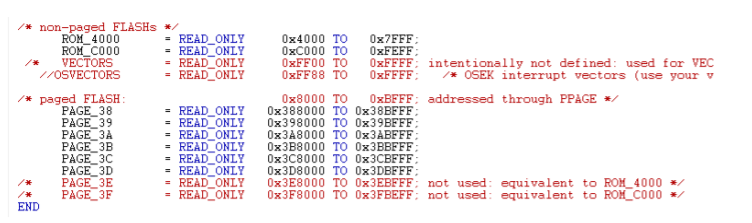 /* non-paged FLASHs */
ROM_4000 = READ_ONLY 0x4000 TO 0x7FFF;
ROM_C000 = READ_ONLY 0xC000 TO 0xFEFF;
/* VECTORS = READ_ONLY 0xFF00 TO 0xFFFF; intentionally not defined: used for VEC
//OSVECTORS = READ_ONLY 0xFF88 TO 0xFFFF; /* OSEK interrupt vectors (use your v
/* paged FLASH: 0x8000 TO 0xBFFF; addressed through PPAGE */
PAGE_38 = READ_ONLY 0x388000 TO 0x38BFFF;
PAGE_39 = READ_ONLY 0x398000 TO 0x39BFFF;
PAGE_3A = READ_ONLY 0x3A8000 TO 0x3ABFFF;
PAGE_3B = READ_ONLY 0x3B8000 TO 0x3BBFFF;
PAGE_3C = READ_ONLY 0x3C8000 TO 0x3CBFFF;
PAGE_3D = READ_ONLY 0x3D8000 TO 0x3DBFFF;
/* PAGE_3E = READ_ONLY 0x3E8000 TO 0x3EBFFF; not used: equivalent to ROM_4000 */
/* PAGE_3F = READ_ONLY 0x3F8000 TO 0x3FBEFF; not used: equivalent to ROM_C000 */
END